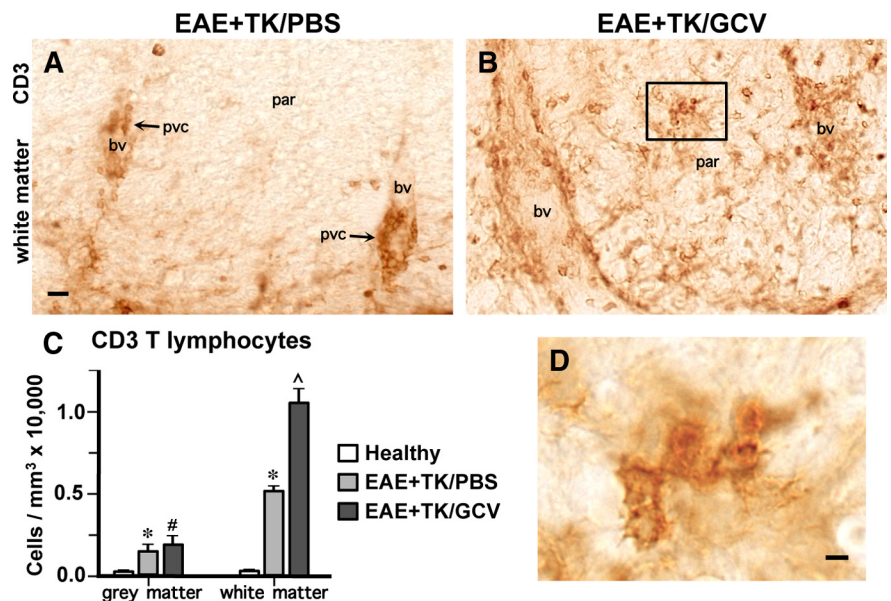 EAE+TK/PBS
EAE+TK/GCV
CD3
white matter
A
par
pvc
bv
bv
pvc
B
par
bv
bv
C
CD3 T lymphocytes
Cells / mm³ x 10,000
1.0
0.5
0.0
*
#
*
^
grey matter
white matter
Healthy
EAE+TK/PBS
EAE+TK/GCV
D